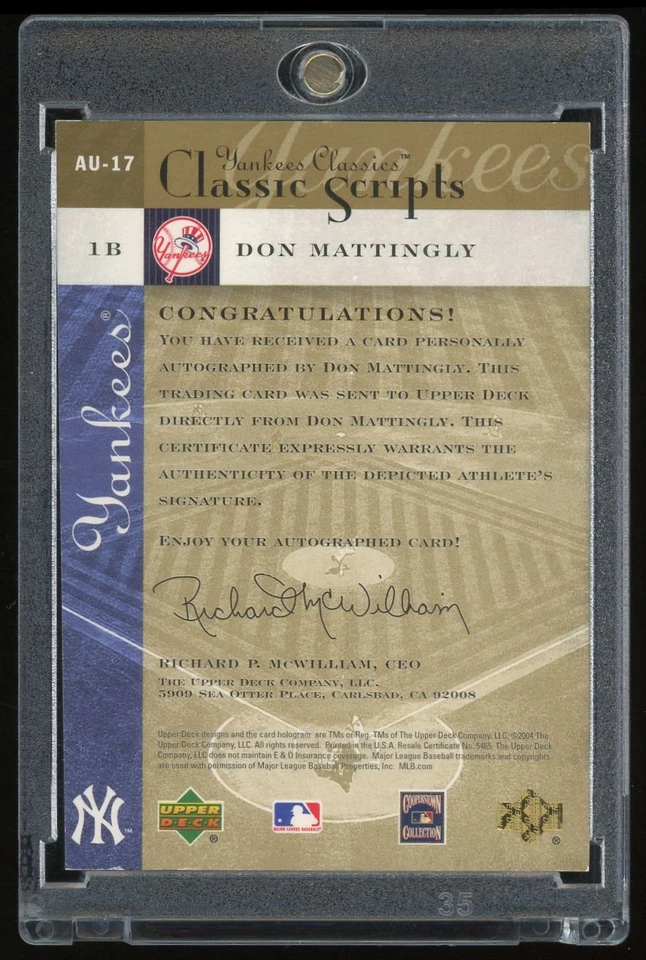 AU-17
Yankees
Yankees Classics™
Classic Scripts
1B
Yankees
DON MATTINGLY
Yankees®
CONGRATULATIONS!
YOU HAVE RECEIVED A CARD PERSONALLY
AUTOGRAPHED BY DON MATTINGLY. THIS
TRADING CARD WAS SENT TO UPPER DECK
DIRECTLY FROM DON MATTINGLY. THIS
CERTIFICATE EXPRESSLY WARRANTS THE
AUTHENTICITY OF THE DEPICTED ATHLETE'S
SIGNATURE.
ENJOY YOUR AUTOGRAPHED CARD!
Richard McWilliam
RICHARD P. MCWILLIAM, CEO
THE UPPER DECK COMPANY, LLC.
5909 SEA OTTER PLACE, CARLSBAD, CA 92008
Upper Deck designs and the card hologram are TMs or Reg. TMs of The Upper Deck Company, LLC. ©2004 The
Upper Deck Company, LLC. All rights reserved. Printed in the U.S.A. Resale Certificate No. 5465. The Upper Deck
Company, LLC does not maintain E & O Insurance coverage. Major League Baseball trademarks and copyrights
are used with permission of Major League Baseball Properties, Inc. MLB.com
NY™
UPPER
DECK®
MAJOR LEAGUE BASEBALL®
COOPERSTOWN
COLLECTION
®
35